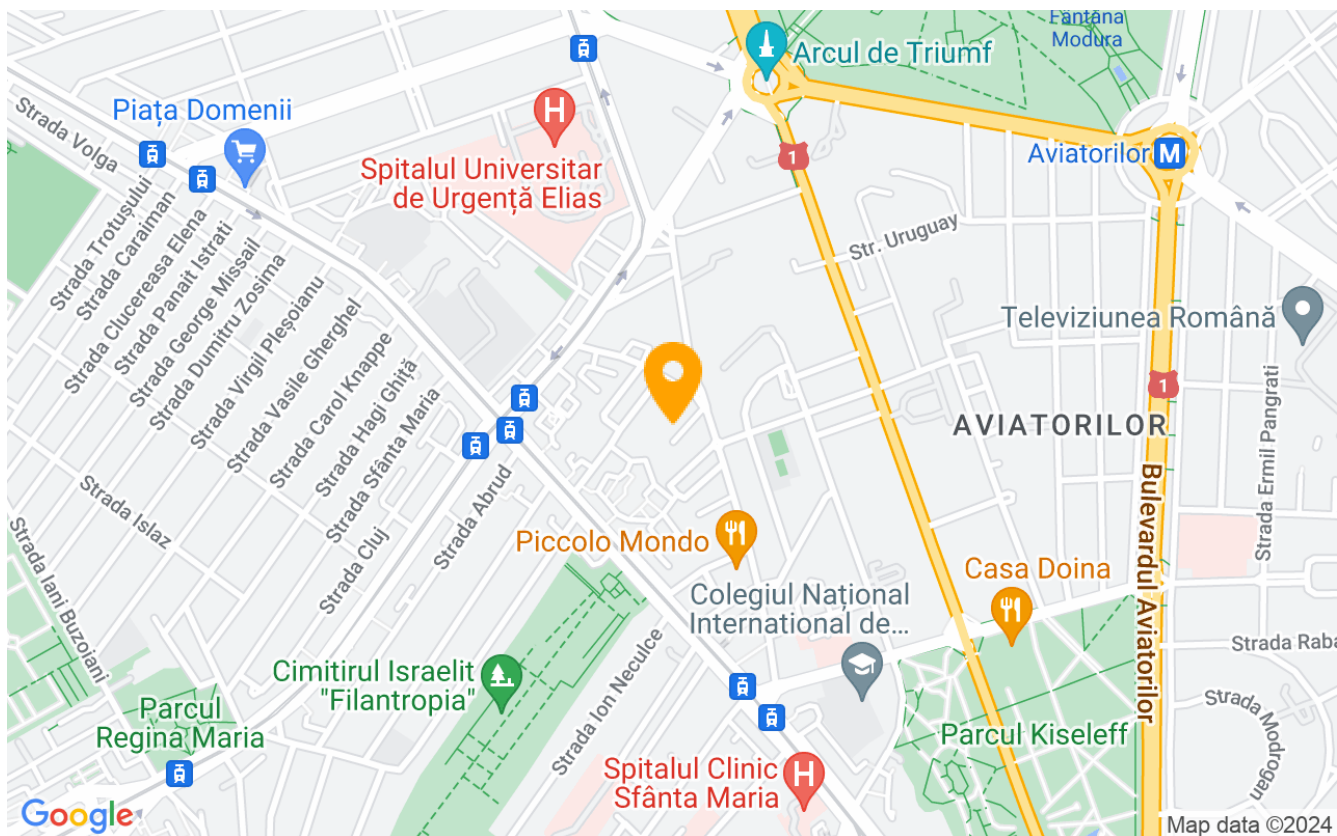 Fântâna
Modura
Arcul de Triumf
Piața Domenii
H
Aviatorilor M
Spitalul Universitar
de Urgență Elias
1
Strada Volga
Str. Uruguay
Strada Trotușului
Strada Caraiman
Strada Clucereasa Elena
Strada Panait Istrati
Strada George Missail
Strada Dumitru Zosima
Strada Virgil Pleșoianu
Strada Vasile Gherghel
Strada Carol Knappe
Strada Hagi Ghiță
Strada Sfânta Maria
Televiziunea Română
1
AVIATORILOR
Strada Ermil Pangrati
Bulevardul Aviatorilor
Strada Islaz
Strada Cluj
Strada Abrud
Strada Iani Buzoiani
Piccolo Mondo
Casa Doina
Colegiul Național
International de...
Cimitirul Israelit
"Filantropia"
Strada Ion Neculce
Strada Raba
Strada Modrogan
Parcul
Regina Maria
Parcul Kiseleff
Spitalul Clinic
Sfânta Maria
H
Google
Map data ©2024